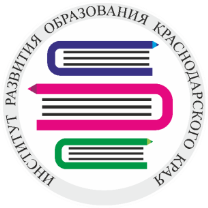 ИНСТИТУТ РАЗВИТИЯ ОБРАЗОВАНИЯ КРАСНОДАРСКОГО КРАЯ